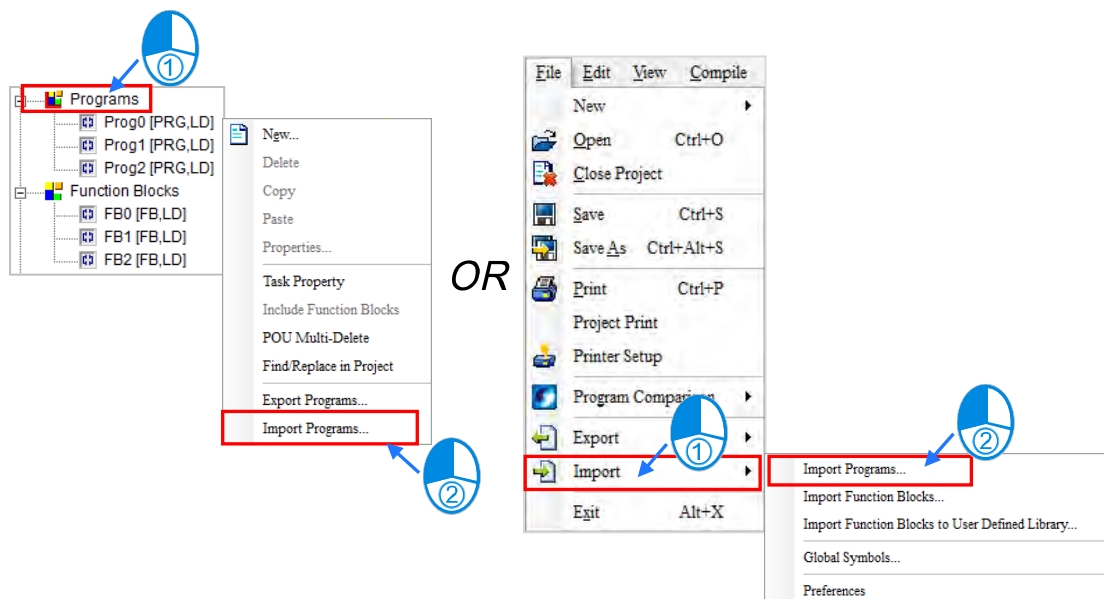 ①
Programs
Prog0 [PRG,LD]
Prog1 [PRG,LD]
Prog2 [PRG,LD]
Function Blocks
FB0 [FB,LD]
FB1 [FB,LD]
FB2 [FB,LD]
New...
Delete
Copy
Paste
Properties...
Task Property
Include Function Blocks
POU Multi-Delete
Find/Replace in Project
Export Programs...
Import Programs...
②
OR
File Edit View Compile
New
Open Ctrl+O
Close Project
Save Ctrl+S
Save As Ctrl+Alt+S
Print Ctrl+P
Project Print
Printer Setup
Program Comparison
Export
①
Import
Exit Alt+X
②
Import Programs...
Import Function Blocks...
Import Function Blocks to User Defined Library...
Global Symbols...
Preferences